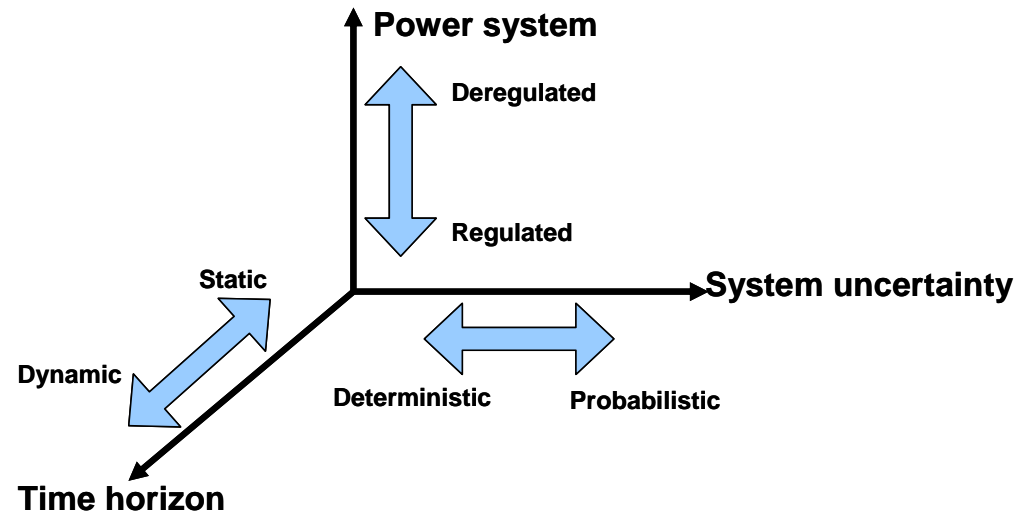 Power system
Deregulated
Regulated
Static
System uncertainty
Dynamic
Deterministic
Probabilistic
Time horizon